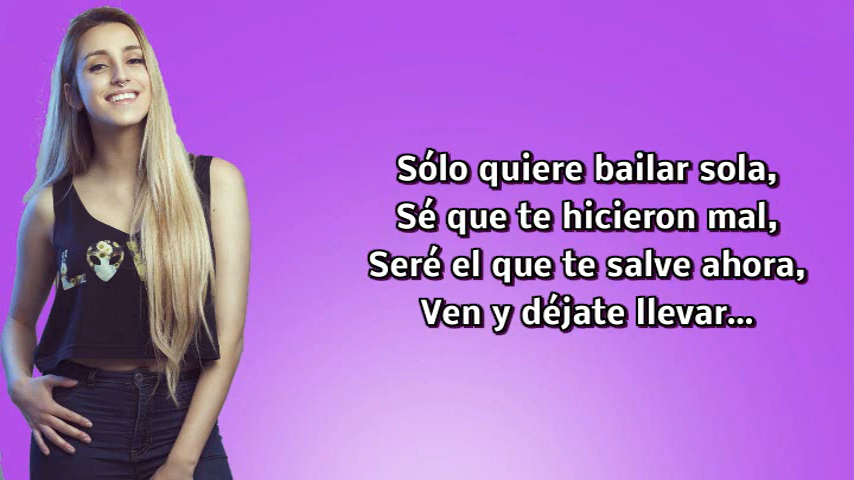 Sólo quiere bailar sola,
Sé que te hicieron mal,
Seré el que te salve ahora,
Ven y déjate llevar...